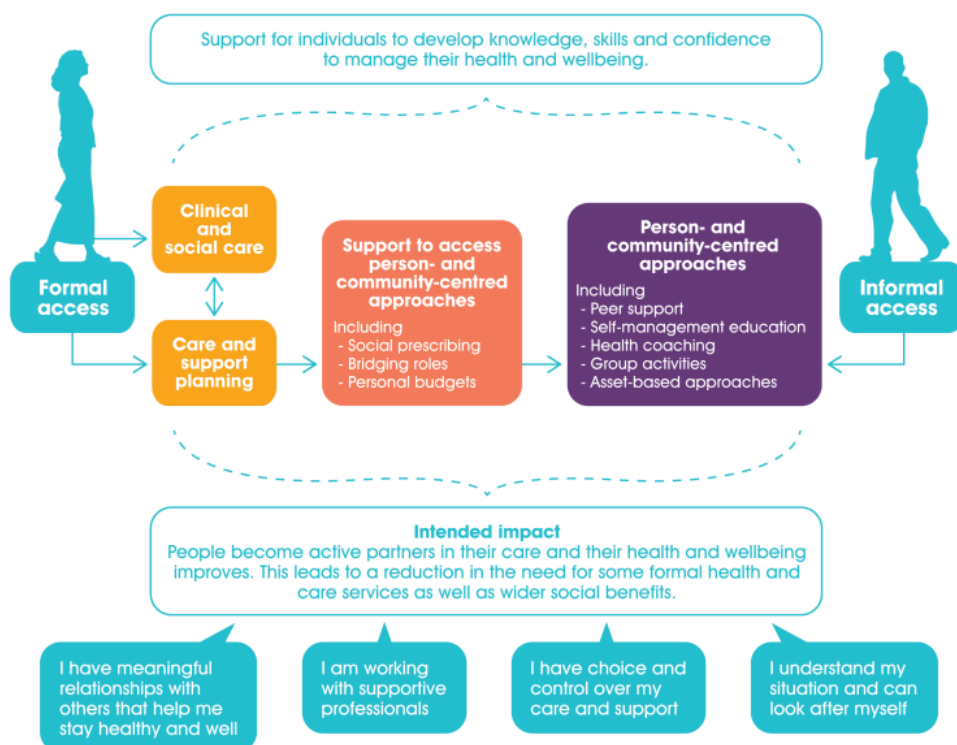 Support for individuals to develop knowledge, skills and confidence
to manage their health and wellbeing.
Formal
access
Clinical
and
social care
Care and
support
planning
Support to access
person- and
community-centred
approaches
Including
- Social prescribing
- Bridging roles
- Personal budgets
Person- and
community-centred
approaches
Including
- Peer support
- Self-management education
- Health coaching
- Group activities
- Asset-based approaches
Informal
access
Intended impact
People become active partners in their care and their health and wellbeing
improves. This leads to a reduction in the need for some formal health and
care services as well as wider social benefits.
I have meaningful
relationships with
others that help me
stay healthy and well
I am working
with supportive
professionals
I have choice and
control over my
care and support
I understand my
situation and can
look after myself